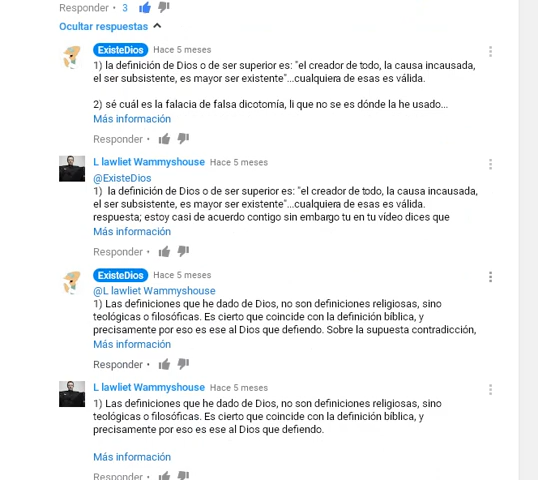 Responder • 3
Ocultar respuestas
ExisteDios Hace 5 meses
1) la definición de Dios o de ser superior es: "el creador de todo, la causa incausada,
el ser subsistente, es mayor ser existente"...cualquiera de esas es válida.
2) sé cuál es la falacia de falsa dicotomía, li que no se es dónde la he usado...
Más información
Responder •
L lawliet Wammyshouse Hace 5 meses
@ExisteDios
1) la definición de Dios o de ser superior es: "el creador de todo, la causa incausada,
el ser subsistente, es mayor ser existente"...cualquiera de esas es válida.
respuesta; estoy casi de acuerdo contigo sin embargo tu en tu vídeo dices que
Más información
Responder •
ExisteDios Hace 5 meses
@L lawliet Wammyshouse
1) Las definiciones que he dado de Dios, no son definiciones religiosas, sino
teológicas o filosóficas. Es cierto que coincide con la definición bíblica, y
precisamente por eso es ese al Dios que defiendo. Sobre la supuesta contradicción,
Más información
Responder •
L lawliet Wammyshouse Hace 5 meses
1) Las definiciones que he dado de Dios, no son definiciones religiosas, sino
teológicas o filosóficas. Es cierto que coincide con la definición bíblica, y
precisamente por eso es ese al Dios que defiendo.
Más información
Responder •